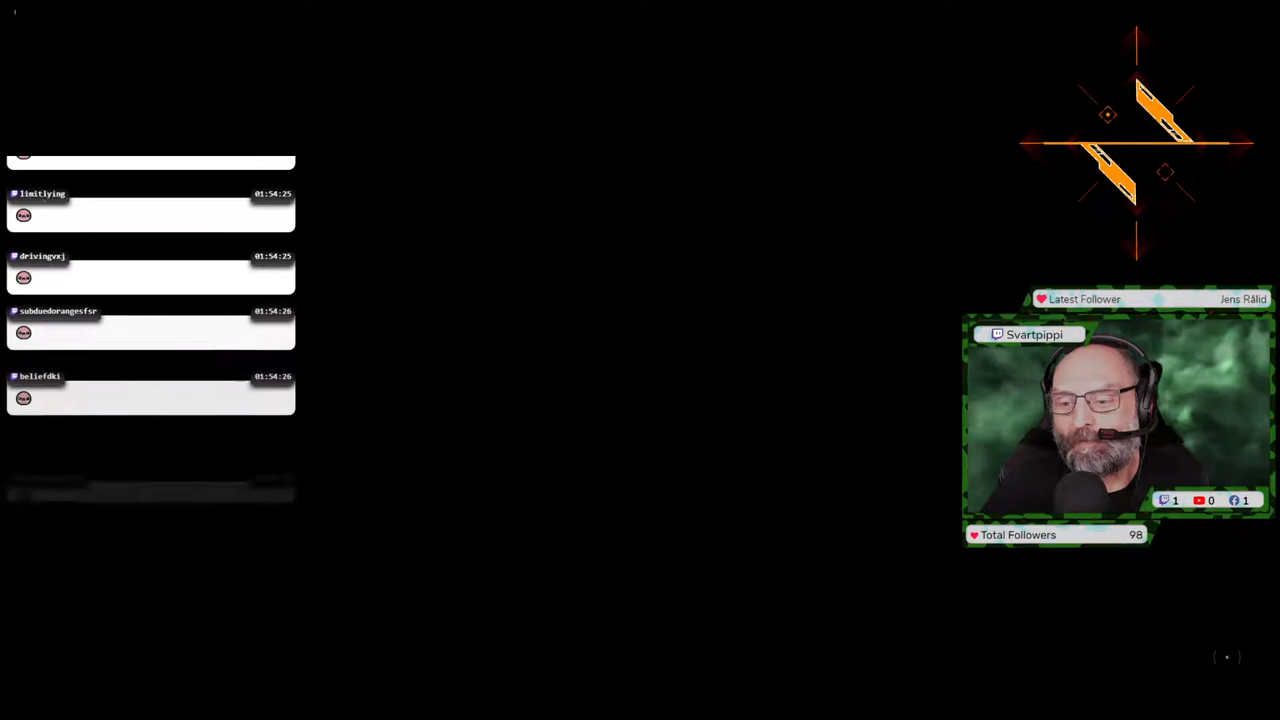 limitlying 01:54:25
drivingvxj 01:54:25
subduedorangesfsr 01:54:26
beliefdki 01:54:26
Latest Follower Jens Rålid
Svartpippi
1 0 1
Total Followers 98